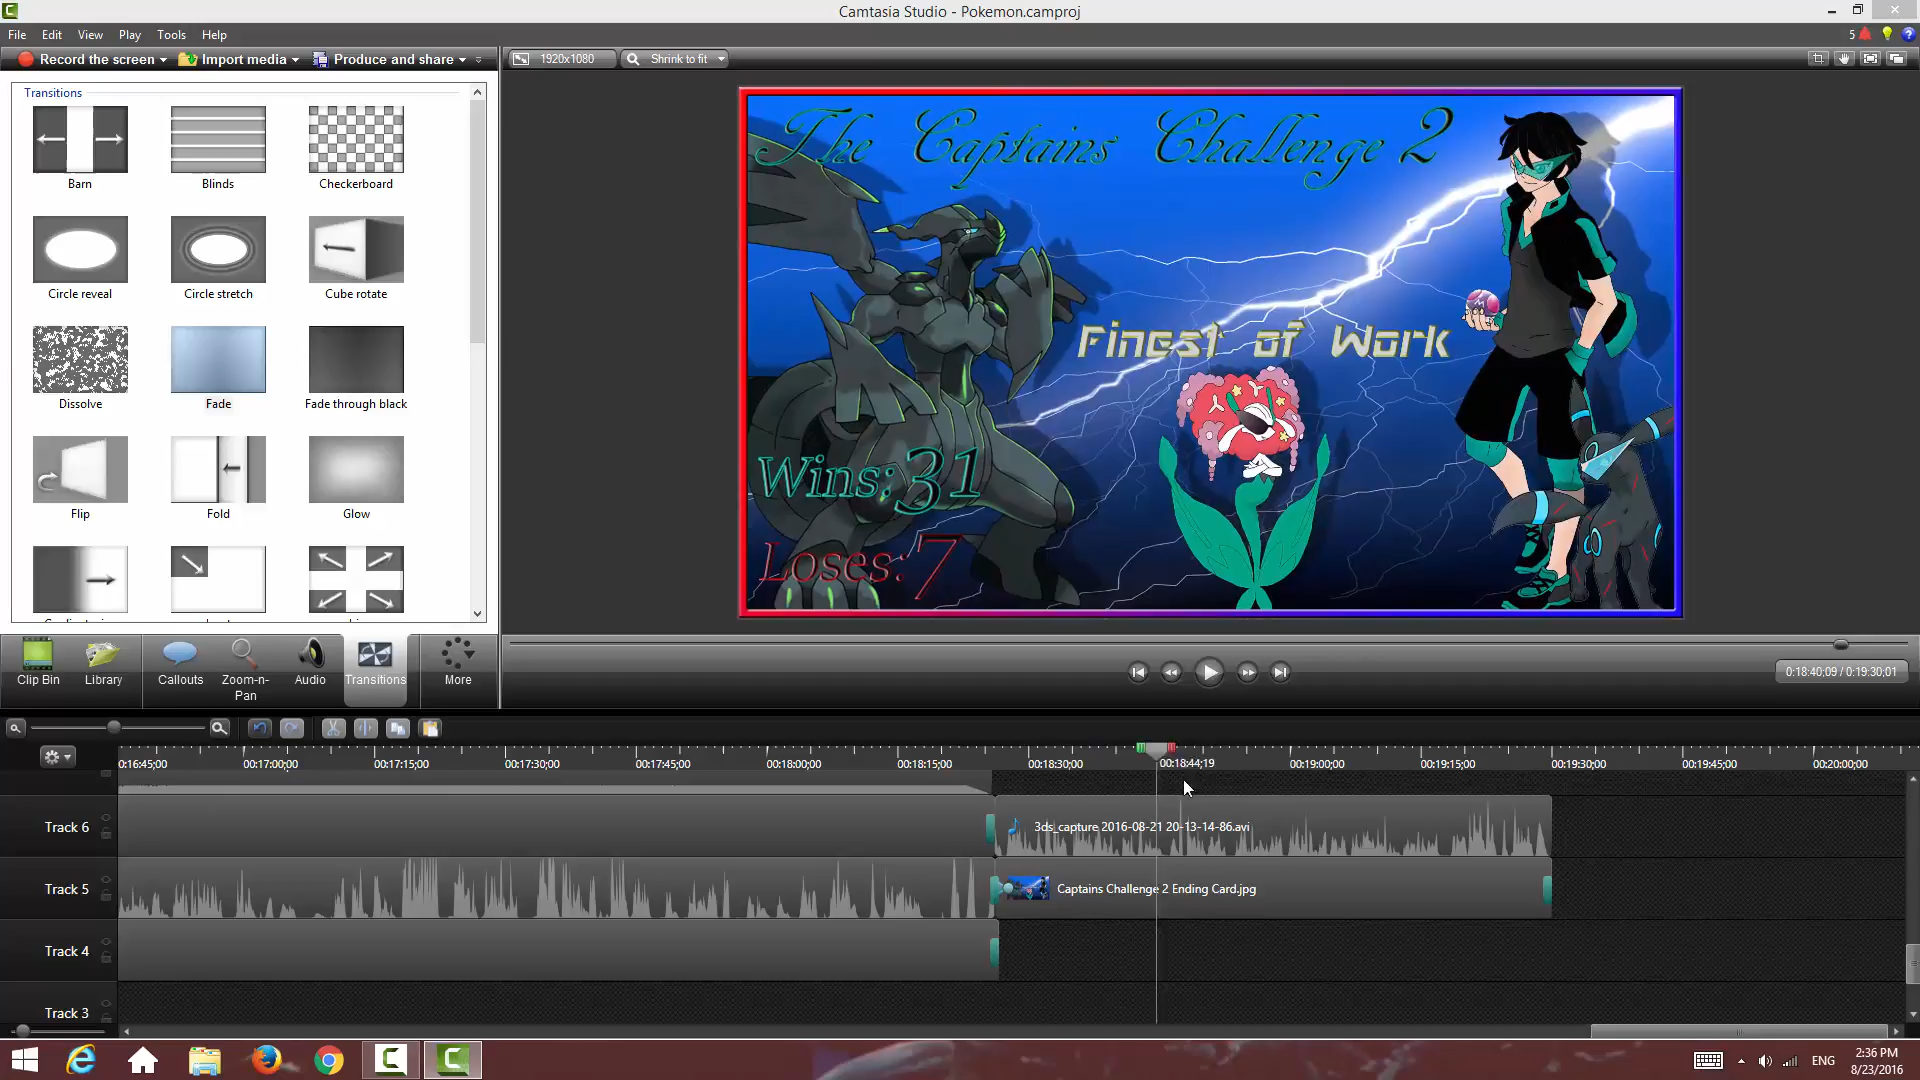 Camtasia Studio - Pokemon.camproj
File Edit View Play Tools Help
5
Record the screen Import media Produce and share
1920x1080 Shrink to fit
Transitions
Barn Blinds Checkerboard
Circle reveal Circle stretch Cube rotate
Dissolve Fade Fade through black
Flip Fold Glow
The Captains Challenge 2
Finest of Work
Wins: 31
Loses: 7
Clip Bin Library Callouts Zoom-n-Pan Audio Transitions More
0:18:40;09 / 0:19:30;01
0:16:45;00 00:17:00;00 00:17:15;00 00:17:30;00 00:17:45;00 00:18:00;00 00:18:15;00 00:18:30;00 00:18:44;19 00:19:00;00 00:19:15;00 00:19:30;00 00:19:45;00 00:20:00;00
Track 6 3ds_capture 2016-08-21 20-13-14-86.avi
Track 5 Captains Challenge 2 Ending Card.jpg
Track 4
Track 3
ENG 2:36 PM
8/23/2016